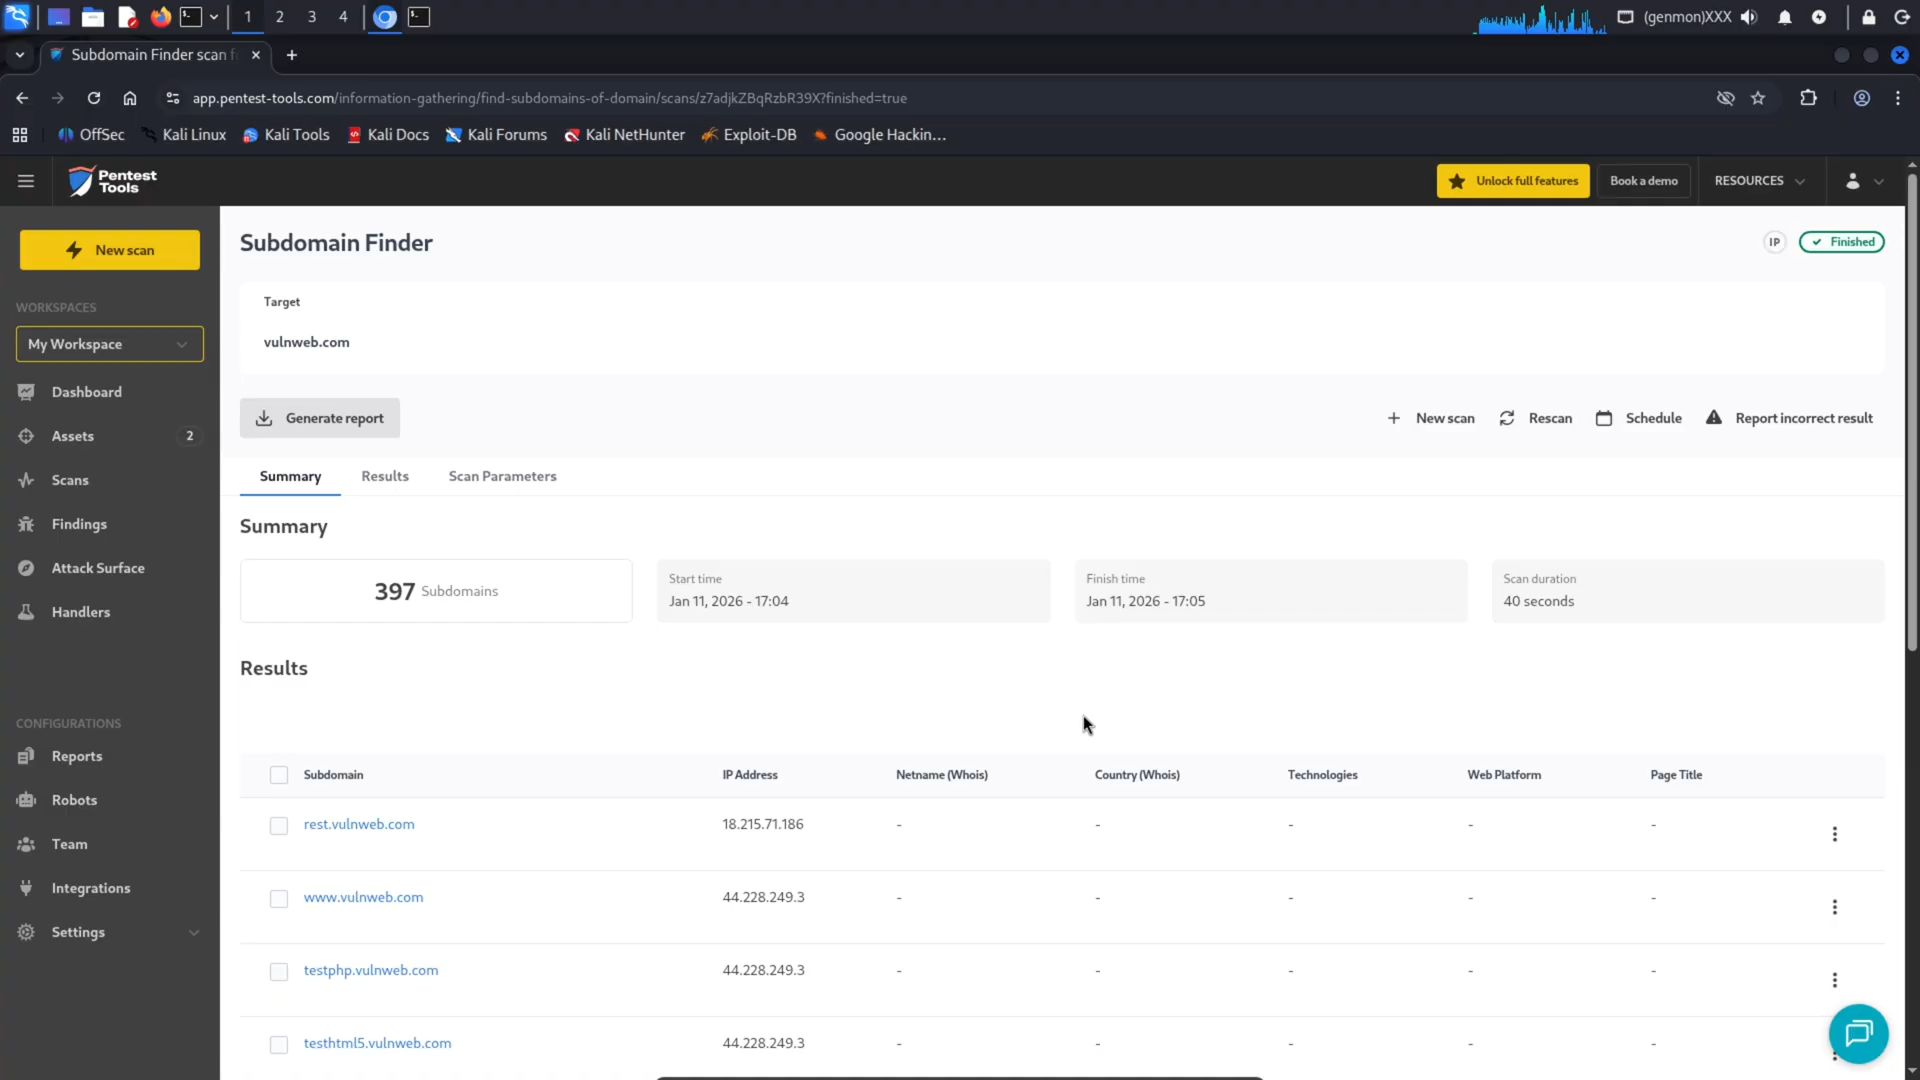 1
2
3
4
(genmon)XXX
Subdomain Finder scan f
app.pentest-tools.com/information-gathering/find-subdomains-of-domain/scans/z7adjkZBqRzbR39X?finished=true
OffSec
Kali Linux
Kali Tools
Kali Docs
Kali Forums
Kali NetHunter
Exploit-DB
Google Hackin...
Pentest
Tools
Unlock full features
Book a demo
RESOURCES
New scan
WORKSPACES
My Workspace
Dashboard
Assets
2
Scans
Findings
Attack Surface
Handlers
CONFIGURATIONS
Reports
Robots
Team
Integrations
Settings
Subdomain Finder
IP
Finished
Target
vulnweb.com
Generate report
New scan
Rescan
Schedule
Report incorrect result
Summary
Results
Scan Parameters
Summary
397 Subdomains
Start time
Jan 11, 2026 - 17:04
Finish time
Jan 11, 2026 - 17:05
Scan duration
40 seconds
Results
Subdomain IP Address Netname (Whois) Country (Whois) Technologies Web Platform Page Title
rest.vulnweb.com 18.215.71.186 - - - - -
www.vulnweb.com 44.228.249.3 - - - - -
testphp.vulnweb.com 44.228.249.3 - - - - -
testhtml5.vulnweb.com 44.228.249.3 - - - - -